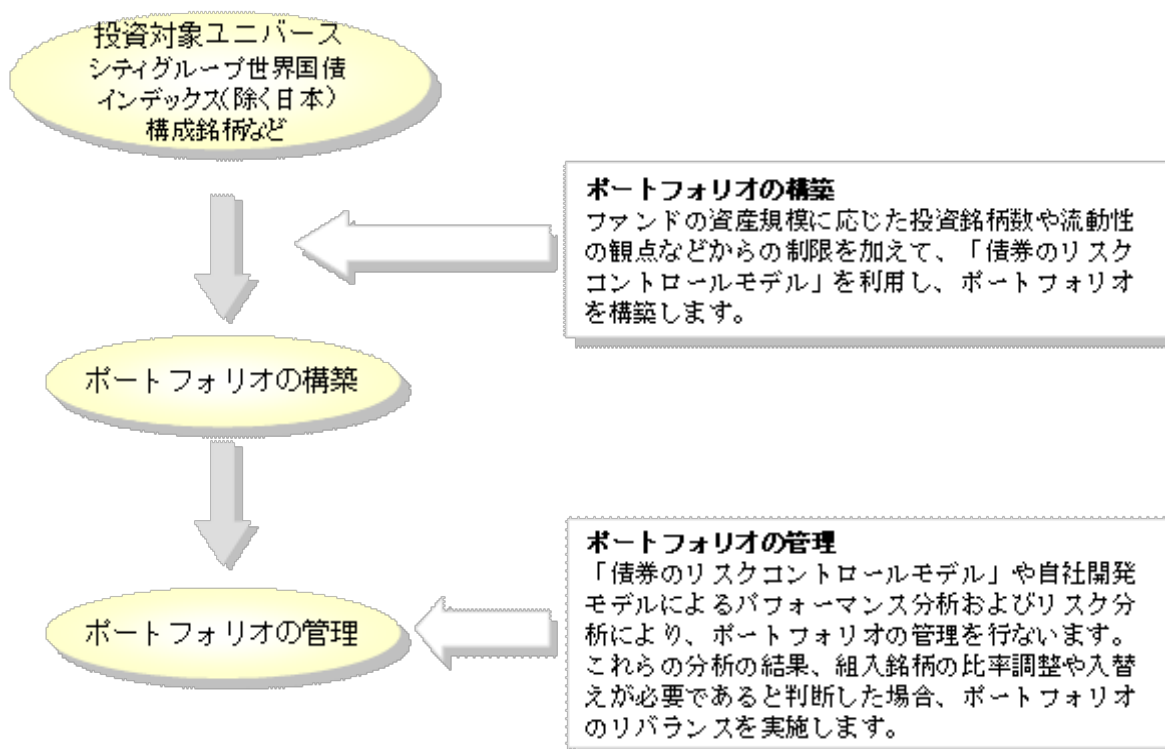 投資対象ユニバース
シティグループ世界国債
インデックス(除く日本)
構成銘柄など
ポートフォリオの構築
ファンドの資産規模に応じた投資銘柄数や流動性
の観点などからの制限を加えて、「債券のリスク
コントロールモデル」を利用し、ポートフォリオ
を構築します。
ポートフォリオの構築
ポートフォリオの管理
ポートフォリオの管理
「債券のリスクコントロールモデル」や自社開発
モデルによるパフォーマンス分析およびリスク分
析により、ポートフォリオの管理を行ないます。
これらの分析の結果、組入銘柄の比率調整や入替
えが必要であると判断した場合、ポートフォリオ
のリバランスを実施します。